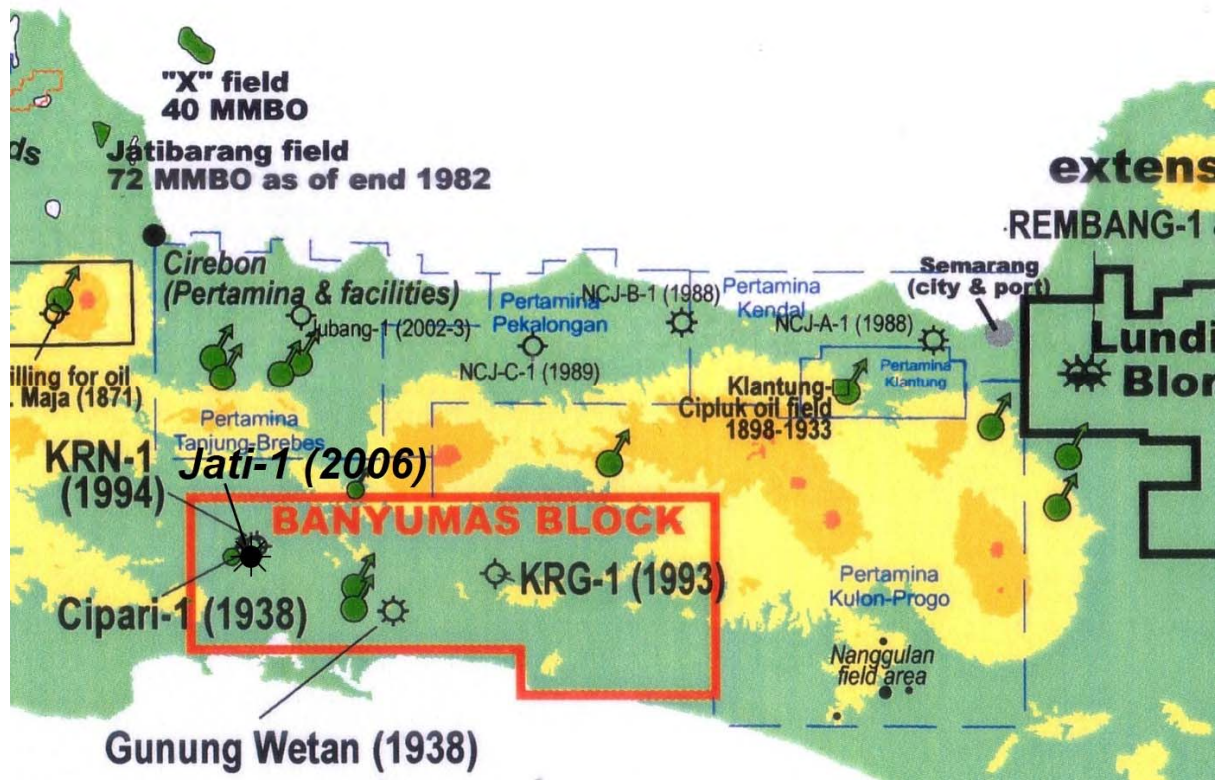 "X" field
40 MMBO
ds
Jatibarang field
72 MMBO as of end 1982
extens
REMBANG-1
Cirebon
(Pertamina & facilities)
Jubang-1 (2002-3)
Pertamina
Pekalongan
NCJ-B-1 (1988)
Pertamina
Kendal
Semarang
(city & port)
NCJ-A-1 (1988)
NCJ-C-1 (1989)
Lundi
Blor
illing for oil
. Maja (1871)
Pertamina
Klantung
Klantung-
Cipluk oil field
1898-1933
Pertamina
Tanjung-Brebes
KRN-1
(1994)
Jati-1 (2006)
BANYUMAS BLOCK
KRG-1 (1993)
Cipari-1 (1938)
Pertamina
Kulon-Progo
Nanggulan
field area
Gunung Wetan (1938)